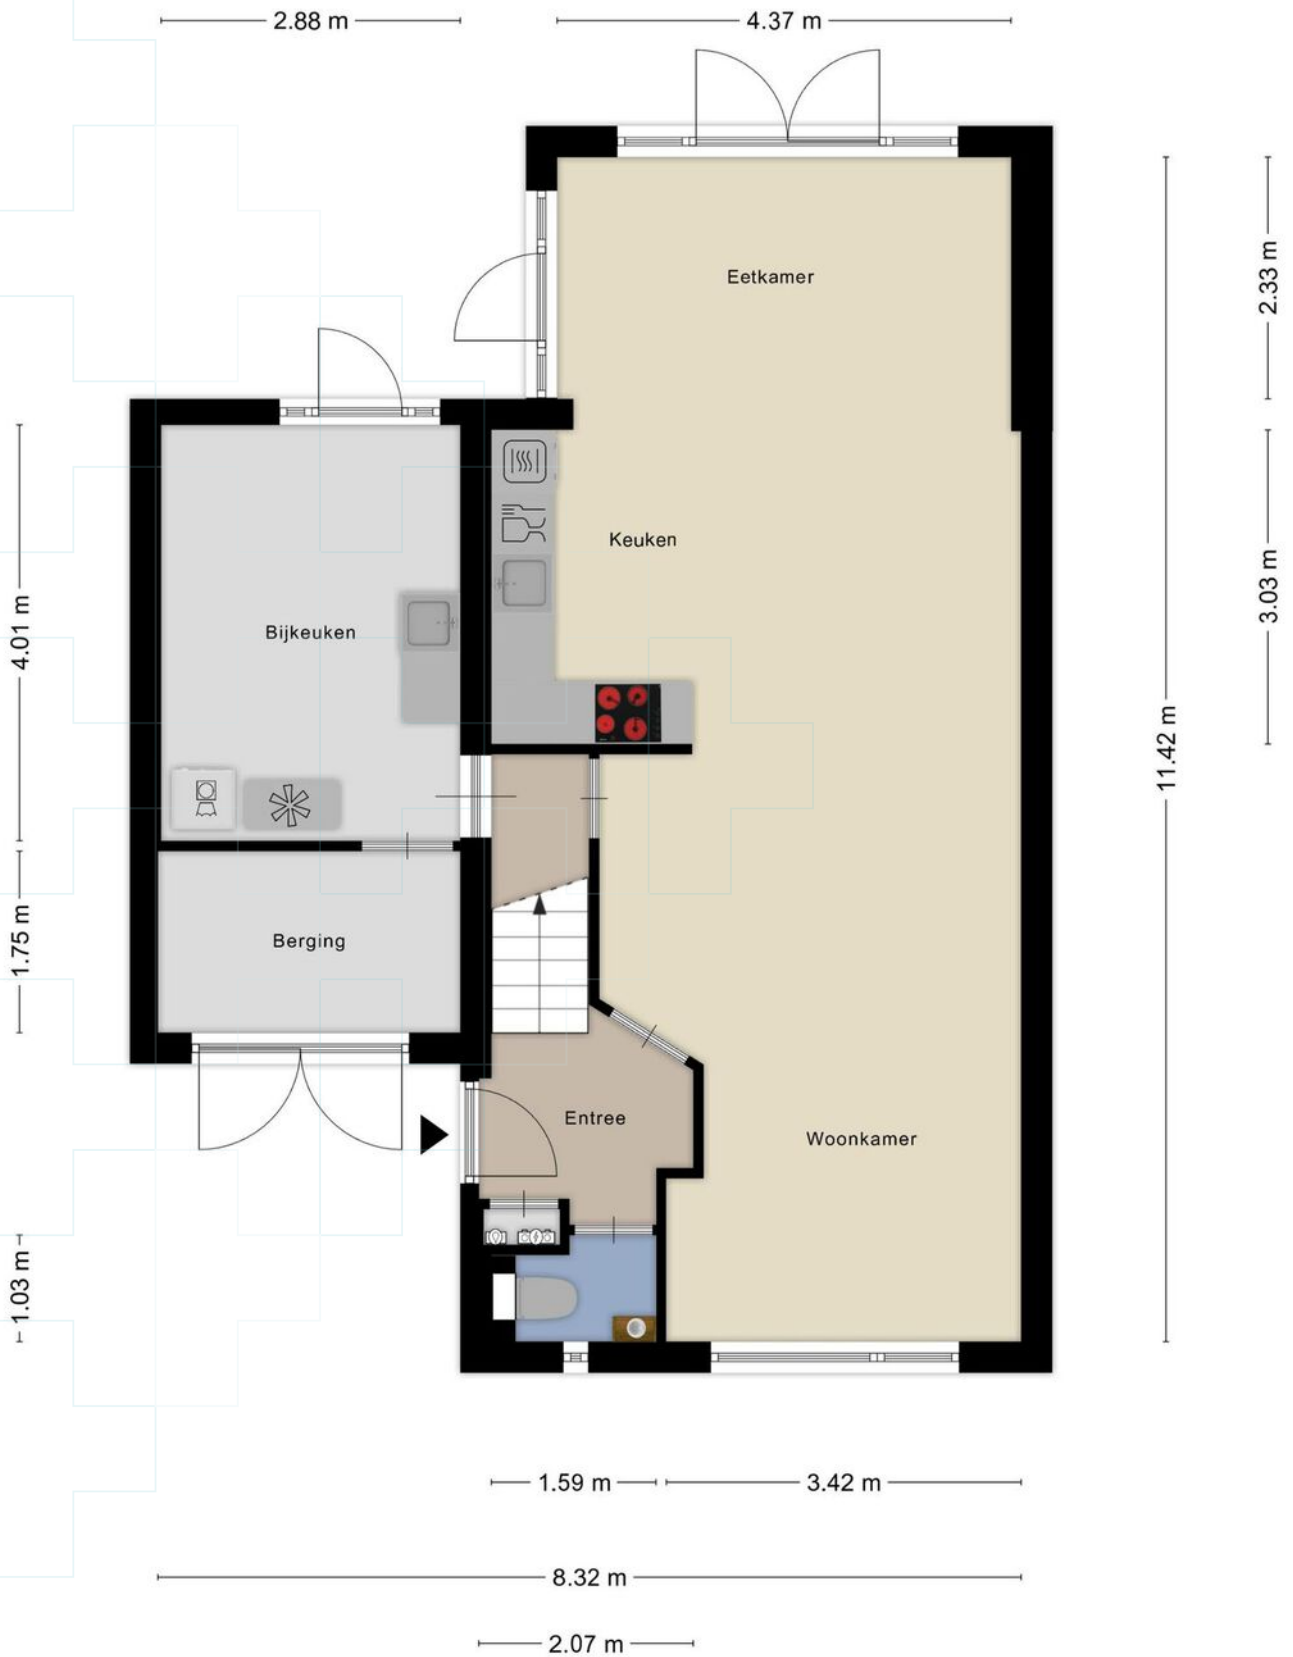 2.88 m
4.37 m
Eetkamer
2.33 m
Keuken
3.03 m
Bijkeuken
4.01 m
11.42 m
Berging
1.75 m
Entree
Woonkamer
1.03 m
1.59 m
3.42 m
8.32 m
2.07 m